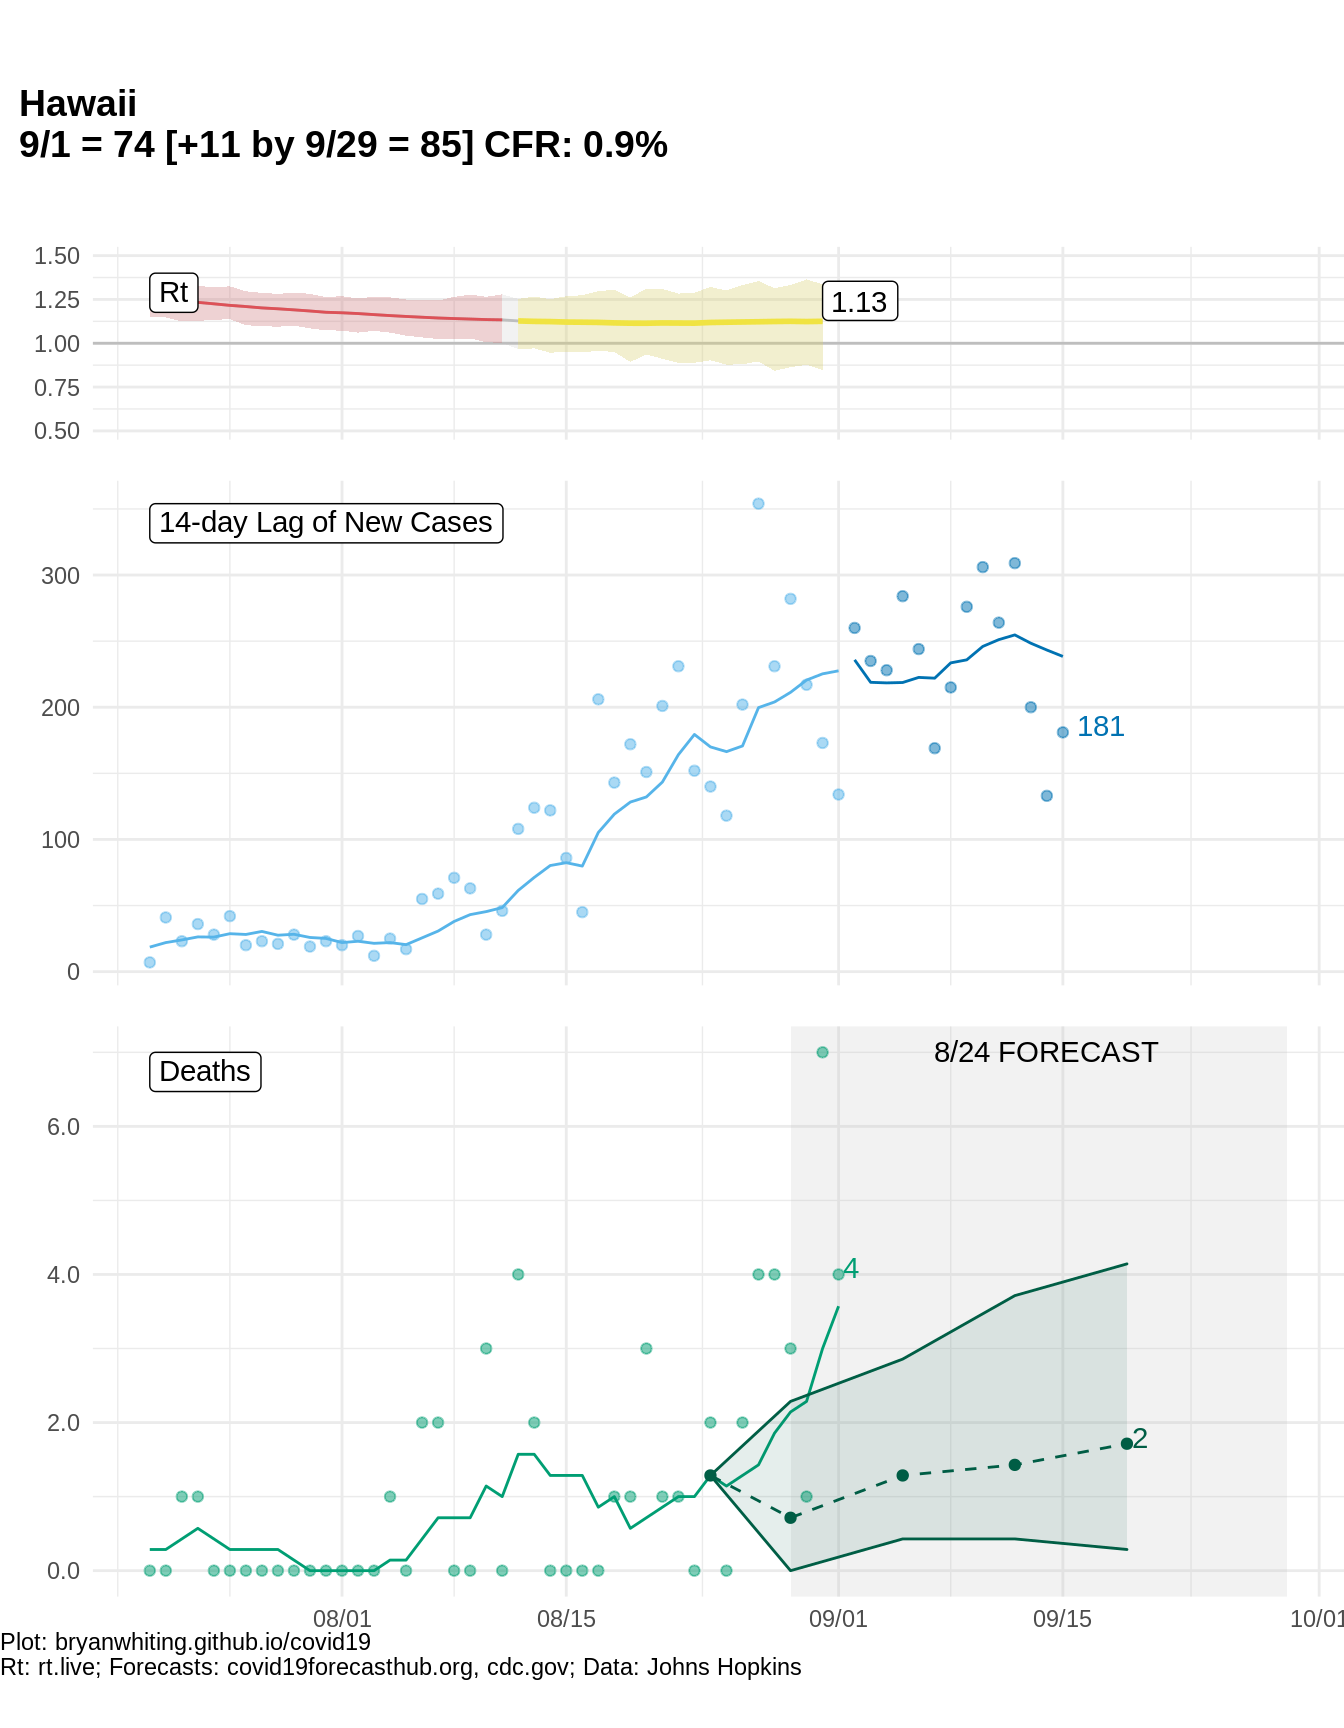 Hawaii
9/1 = 74 [+11 by 9/29 = 85] CFR: 0.9%
1.50
1.25
1.00
0.75
0.50
Rt
1.13
14-day Lag of New Cases
300
200
100
0
181
Deaths
8/24 FORECAST
6.0
4.0
2.0
0.0
4
2
08/01
08/15
09/01
09/15
10/01
Plot: bryanwhiting.github.io/covid19
Rt: rt.live; Forecasts: covid19forecasthub.org, cdc.gov; Data: Johns Hopkins